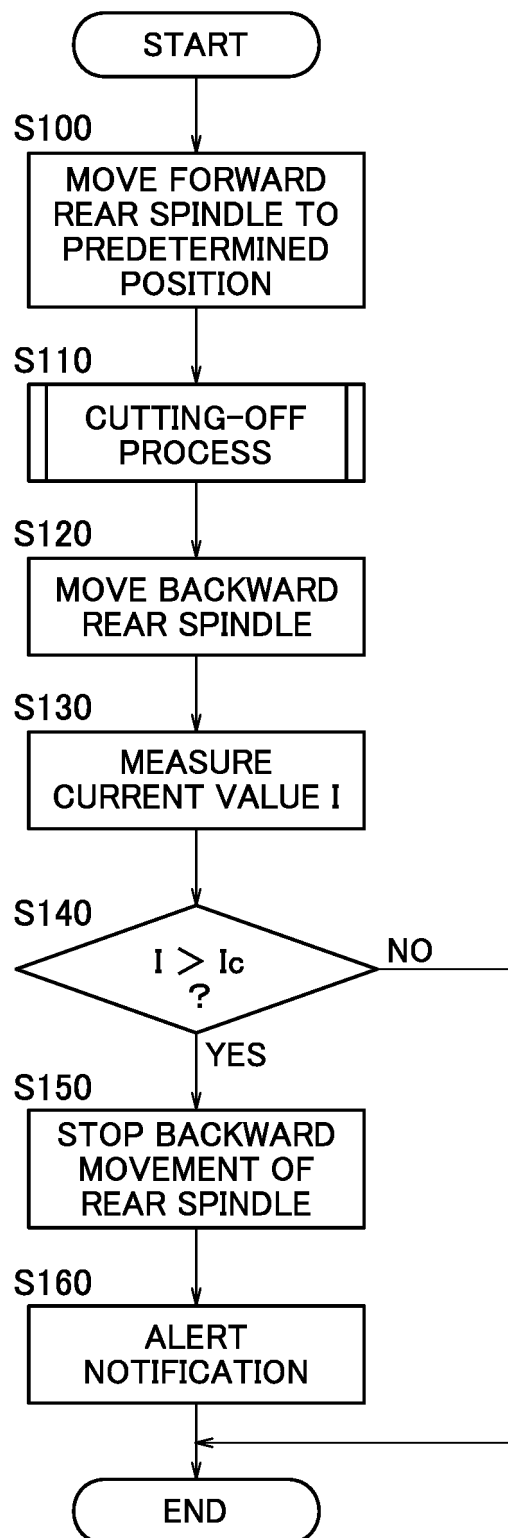 START
S100
MOVE FORWARD
REAR SPINDLE TO
PREDETERMINED
POSITION
S110
CUTTING-OFF
PROCESS
S120
MOVE BACKWARD
REAR SPINDLE
S130
MEASURE
CURRENT VALUE I
S140
I > Ic
?
NO
YES
S150
STOP BACKWARD
MOVEMENT OF
REAR SPINDLE
S160
ALERT
NOTIFICATION
END